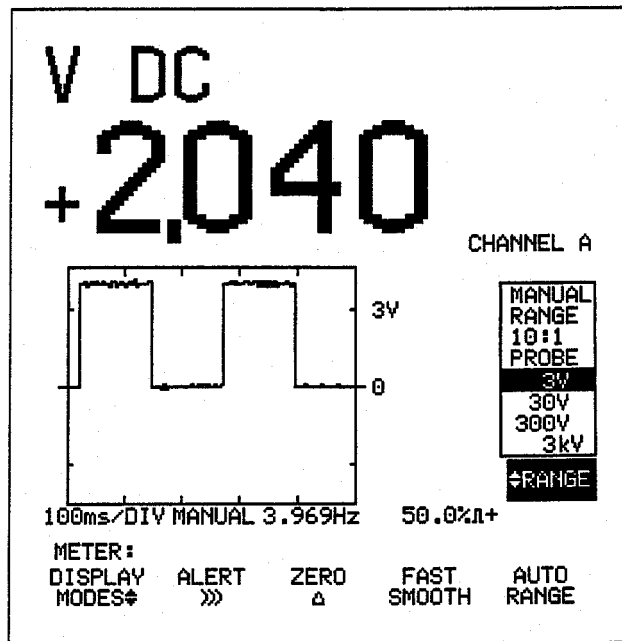 V DC
+2.040
CHANNEL A
3V
0
MANUAL
RANGE
10:1
PROBE
3V
30V
300V
3kV
♦RANGE
100ms/DIV MANUAL 3.969Hz 50.0%⎍+
METER:
DISPLAY MODES♦
ALERT )))
ZERO △
FAST SMOOTH
AUTO RANGE